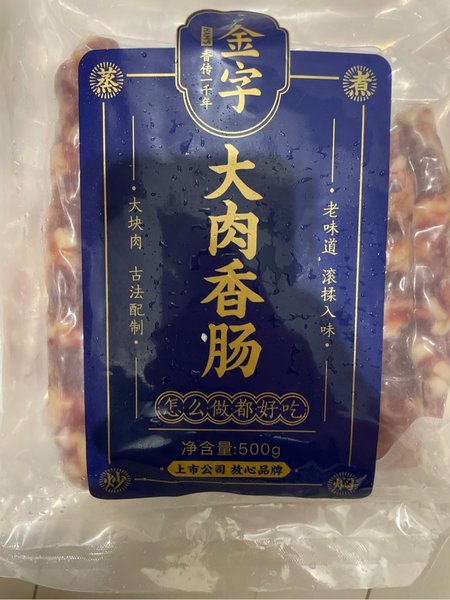 金字
香传一千年
蒸
煮
大肉香肠
·老味道 滚揉入味·
·大块肉 古法配制·
怎么做都好吃
净含量:500g
上市公司 放心品牌
炒
焖